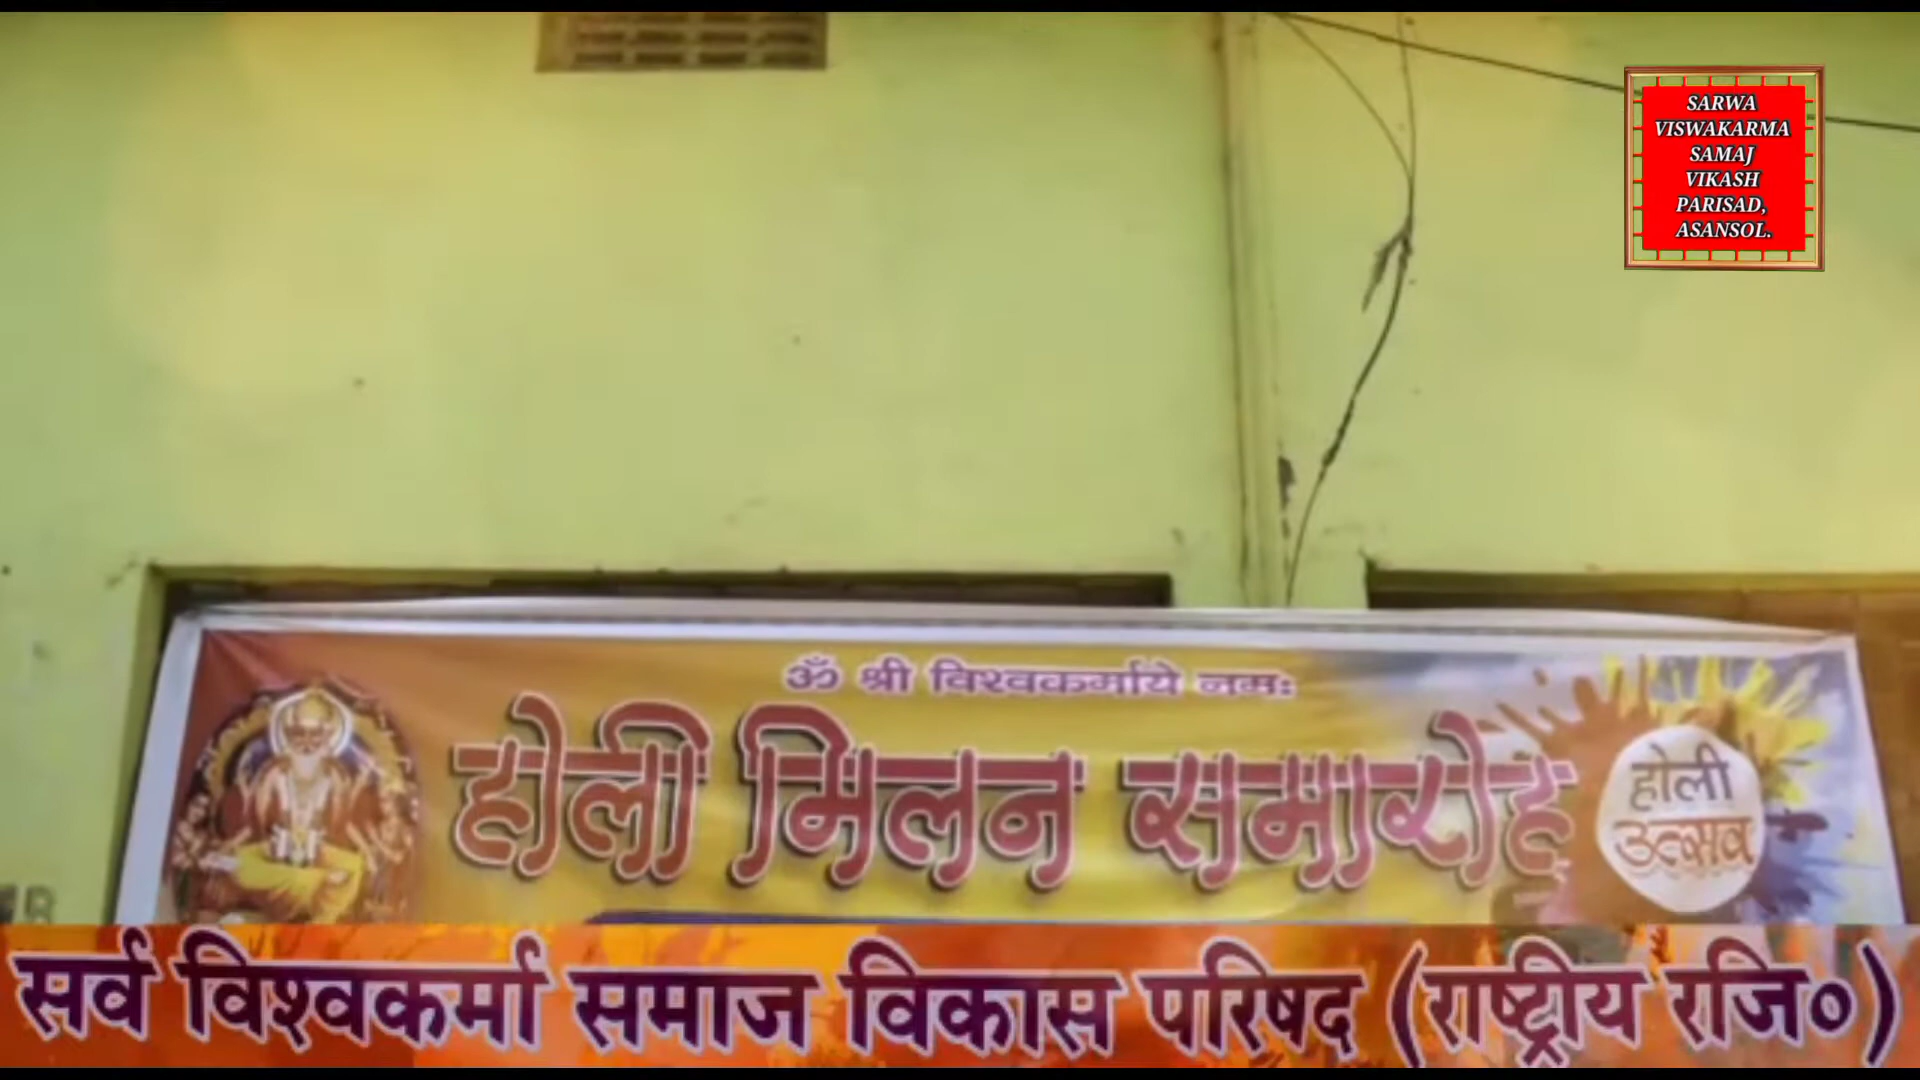 SARWA
VISWAKARMA
SAMAJ
VIKASH
PARISAD,
ASANSOL.
ॐ श्री विश्वकर्माये नमः
होली मिलन समारोह
होली
उत्सव
सर्व विश्वकर्मा समाज विकास परिषद (राष्ट्रीय रजि०)